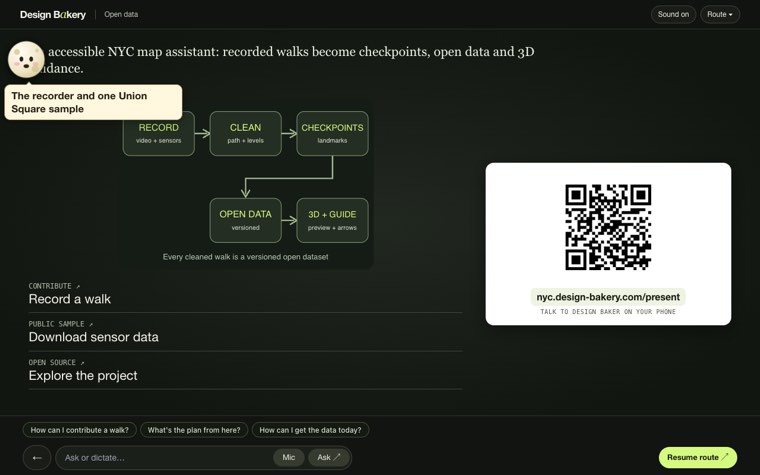 Design Bakery
Open data
Sound on
Route
accessible NYC map assistant: recorded walks become checkpoints, open data and 3D
The recorder and one Union
Square sample
RECORD
video + sensors
CLEAN
path + levels
CHECKPOINTS
landmarks
OPEN DATA
versioned
3D + GUIDE
preview + arrows
Every cleaned walk is a versioned open dataset
CONTRIBUTE ↗
Record a walk
PUBLIC SAMPLE ↗
Download sensor data
OPEN SOURCE ↗
Explore the project
nyc.design-bakery.com/present
TALK TO DESIGN BAKER ON YOUR PHONE
How can I contribute a walk?
What's the plan from here?
How can I get the data today?
←
Ask or dictate…
Mic
Ask ↗
Resume route ↗